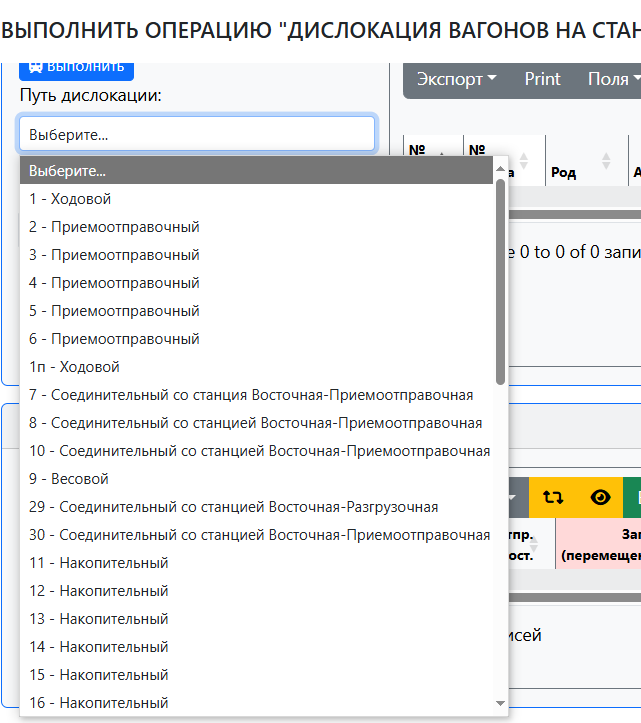 ВЫПОЛНИТЬ ОПЕРАЦИЮ "ДИСЛОКАЦИЯ ВАГОНОВ НА СТАН
Выполнить
Путь дислокации:
Выберите...
Выберите...
1 - Ходовой
2 - Приемоотправочный
3 - Приемоотправочный
4 - Приемоотправочный
5 - Приемоотправочный
6 - Приемоотправочный
1п - Ходовой
7 - Соединительный со станция Восточная-Приемоотправочная
8 - Соединительный со станцией Восточная-Приемоотправочная
10 - Соединительный со станцией Восточная-Приемоотправочная
9 - Весовой
29 - Соединительный со станцией Восточная-Разгрузочная
30 - Соединительный со станцией Восточная-Приемоотправочная
11 - Накопительный
12 - Накопительный
13 - Накопительный
14 - Накопительный
15 - Накопительный
16 - Накопительный
Экспорт Print Поля
№ № Род
0 to 0 of 0 запи
тпр.
ост.
(перемеще
исей